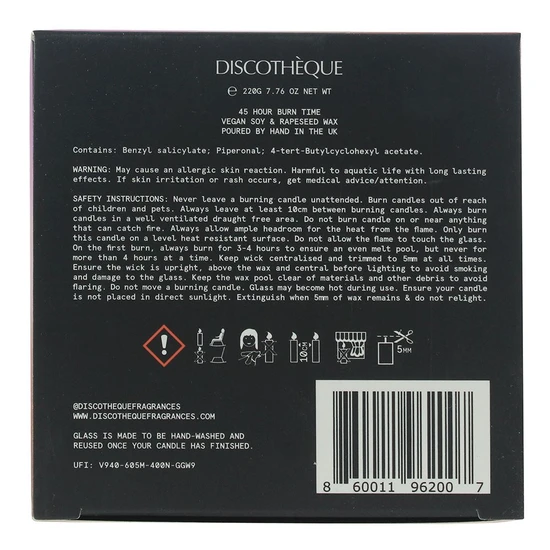 DISCOTHÈQUE
℮ 220G 7.76 OZ NET WT
45 HOUR BURN TIME
VEGAN SOY & RAPESEED WAX
POURED BY HAND IN THE UK
Contains: Benzyl salicylate; Piperonal; 4-tert-Butylcyclohexyl acetate.
WARNING: May cause an allergic skin reaction. Harmful to aquatic life with long lasting
effects. If skin irritation or rash occurs, get medical advice/attention.
SAFETY INSTRUCTIONS: Never leave a burning candle unattended. Burn candles out of reach
of children and pets. Always leave at least 10cm between burning candles. Always burn
candles in a well ventilated draught free area. Do not burn candle on or near anything
that can catch fire. Always allow ample headroom for the heat from the flame. Only burn
this candle on a level heat resistant surface. Do not allow the flame to touch the glass.
On the first burn, always burn for 3-4 hours to ensure an even melt pool, but never for
more than 4 hours at a time. Keep wick centralised and trimmed to 5mm at all times.
Ensure the wick is upright, above the wax and central before lighting to avoid smoking
and damage to the glass. Keep the wax pool clear of materials and other debris to avoid
flaring. Do not move a burning candle. Glass may become hot during use. Ensure your candle
is not placed in direct sunlight. Extinguish when 5mm of wax remains & do not relight.
10CM
5MM
@DISCOTHEQUEFRAGRANCES
WWW.DISCOTHEQUEFRAGRANCES.COM
GLASS IS MADE TO BE HAND-WASHED AND
REUSED ONCE YOUR CANDLE HAS FINISHED.
UFI: V940-605M-400N-GGW9
8 60011 96200 7